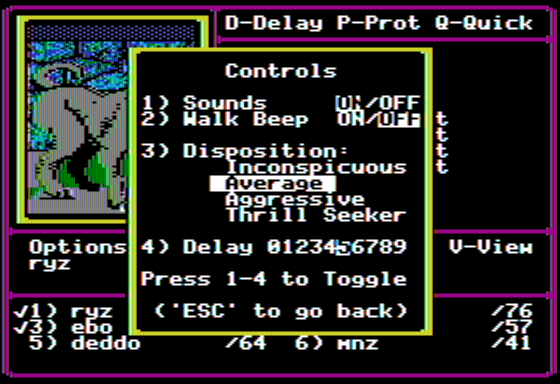 D-Delay P-Prot Q-Quick
Controls
1) Sounds ON/OFF
2) Walk Beep ON/OFF t
t
3) Disposition: t
Inconspicuous t
Average
Aggressive
Thrill Seeker
Options 4) Delay 0123456789 V-View
ryz
Press 1-4 to Toggle
('ESC' to go back)
√1) ryz /76
√3) ebo /57
5) deddo /64 6) mnz /41